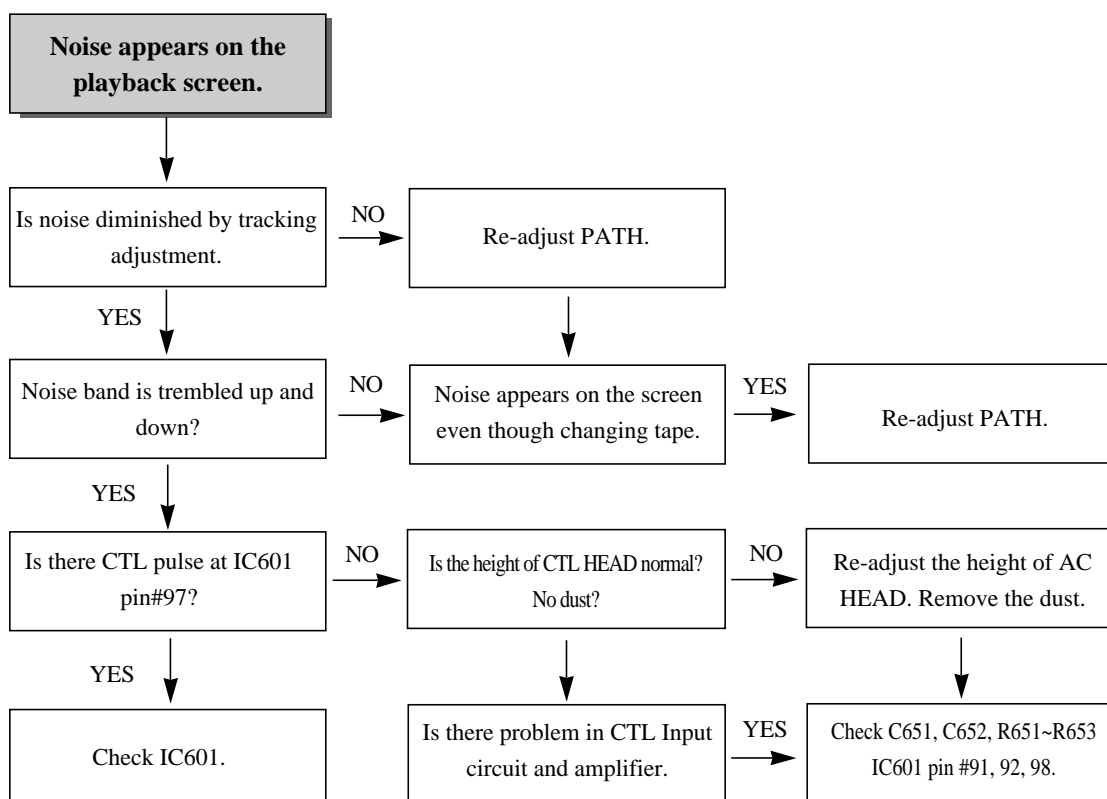 Noise appears on the
playback screen.
Is noise diminished by tracking
adjustment.
NO
Re-adjust PATH.
YES
Noise band is trembled up and
down?
NO
Noise appears on the screen
even though changing tape.
YES
Re-adjust PATH.
YES
Is there CTL pulse at IC601
pin#97?
NO
Is the height of CTL HEAD normal?
No dust?
NO
Re-adjust the height of AC
HEAD. Remove the dust.
YES
Check IC601.
Is there problem in CTL Input
circuit and amplifier.
YES
Check C651, C652, R651~R653
IC601 pin #91, 92, 98.